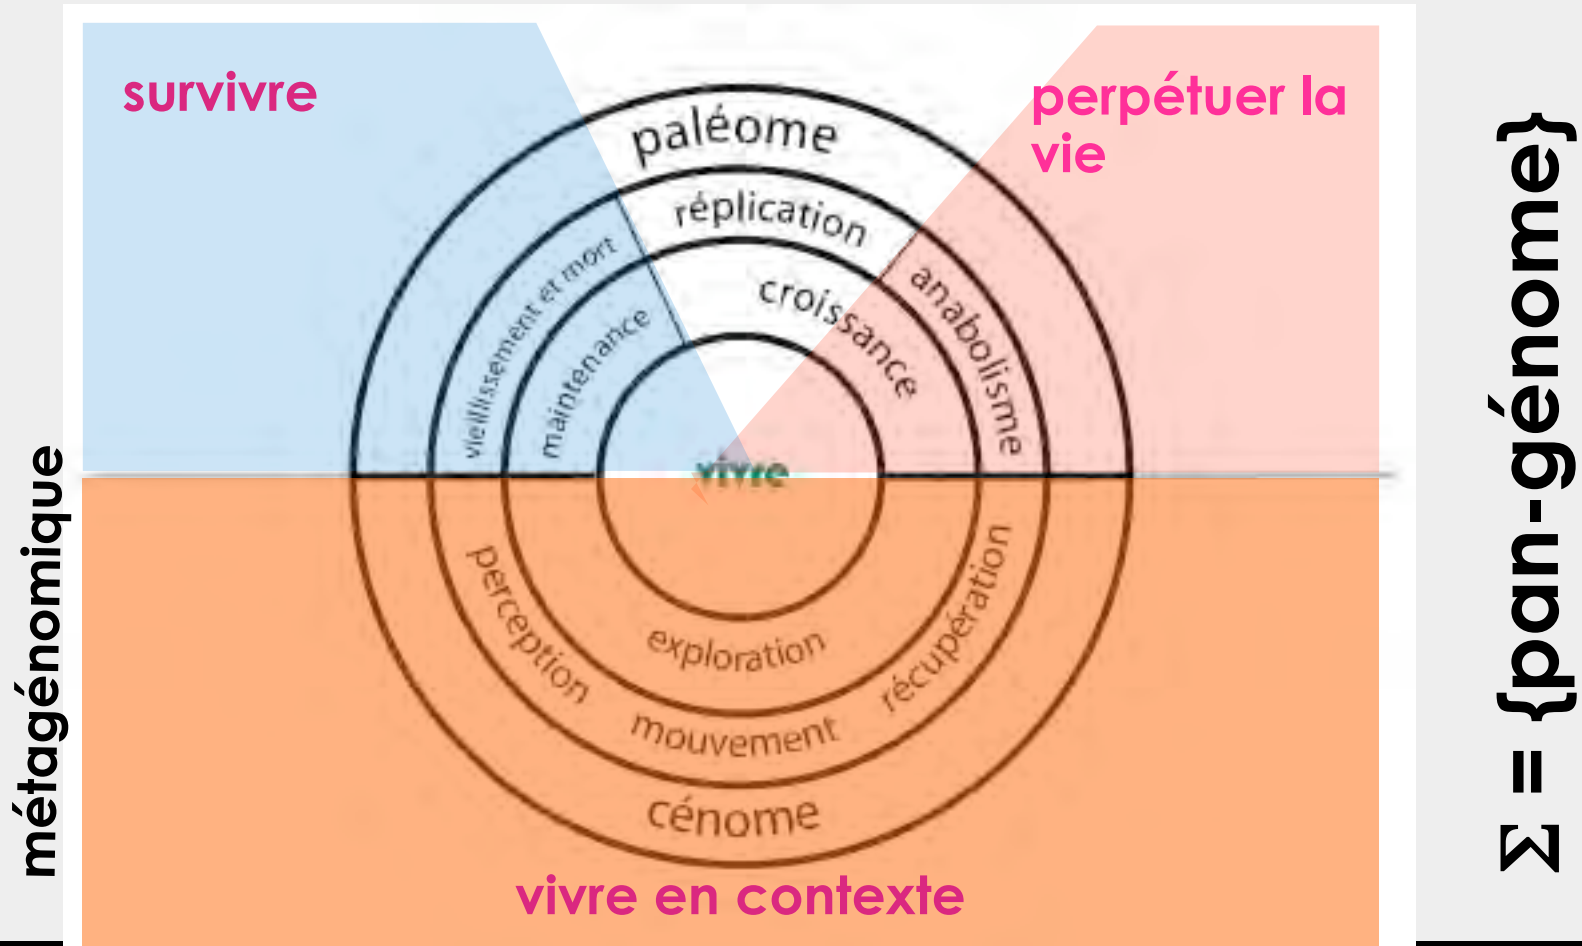 survivre
perpétuer la
vie
paléome
réplication
croissance
anabolisme
vieillissement et mort
maintenance
vivre
perception
exploration
récupération
mouvement
cénome
vivre en contexte
métagénomique
Σ = {pan-génome}